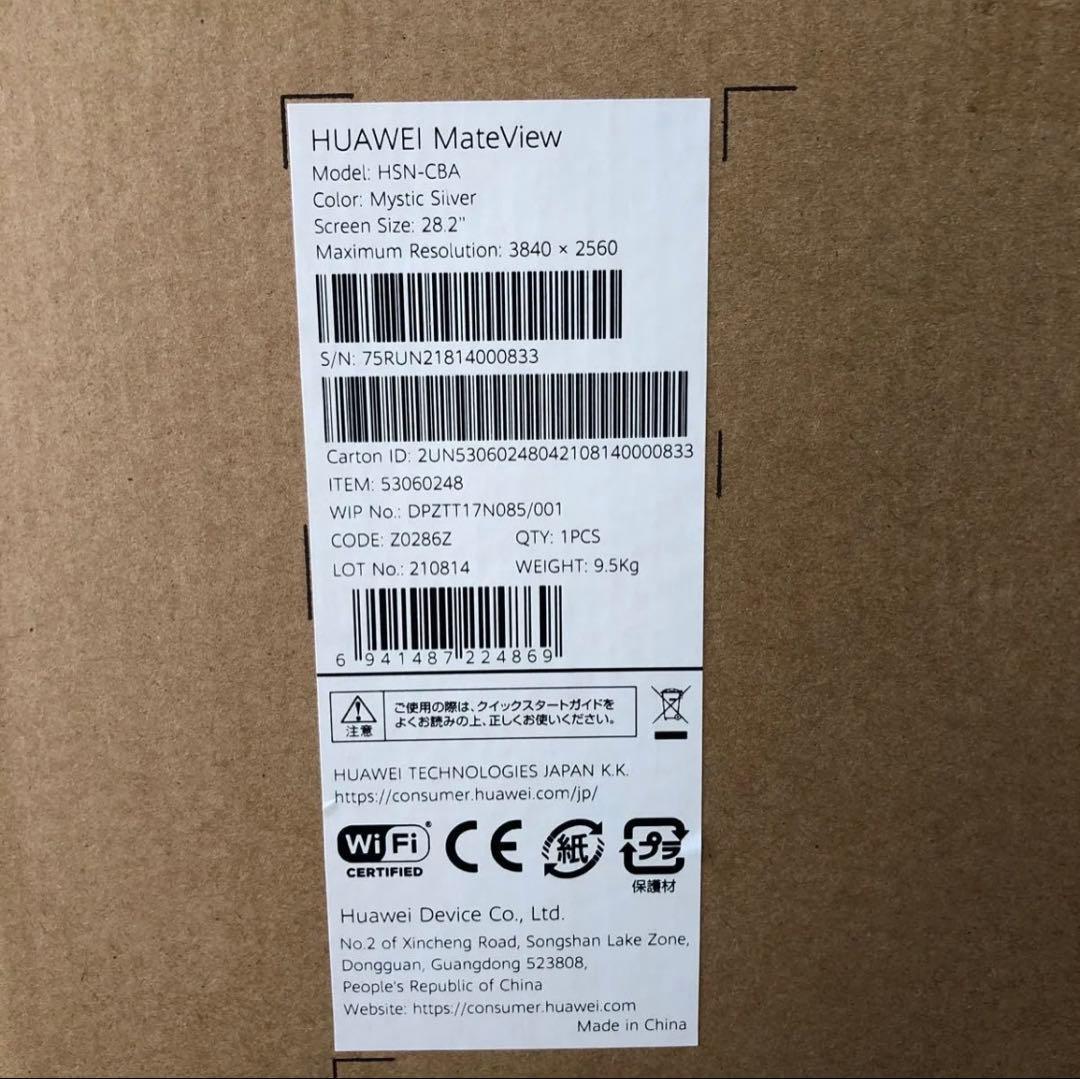 HUAWEI MateView
Model: HSN-CBA
Color: Mystic Silver
Screen Size: 28.2"
Maximum Resolution: 3840 × 2560
S/N: 75RUN21814000833
Carton ID: 2UN53060248042108140000833
ITEM: 53060248
WIP No.: DPZTT17N085/001
CODE: Z0286Z QTY: 1PCS
LOT No.: 210814 WEIGHT: 9.5Kg
6 941487 224869
注意
ご使用の際は、クイックスタートガイドを
よくお読みの上、正しくお使いください。
HUAWEI TECHNOLOGIES JAPAN K.K.
https://consumer.huawei.com/jp/
Wi Fi® CE 紙 プラ
CERTIFIED 保護材
Huawei Device Co., Ltd.
No.2 of Xincheng Road, Songshan Lake Zone,
Dongguan, Guangdong 523808,
People's Republic of China
Website: https://consumer.huawei.com
Made in China